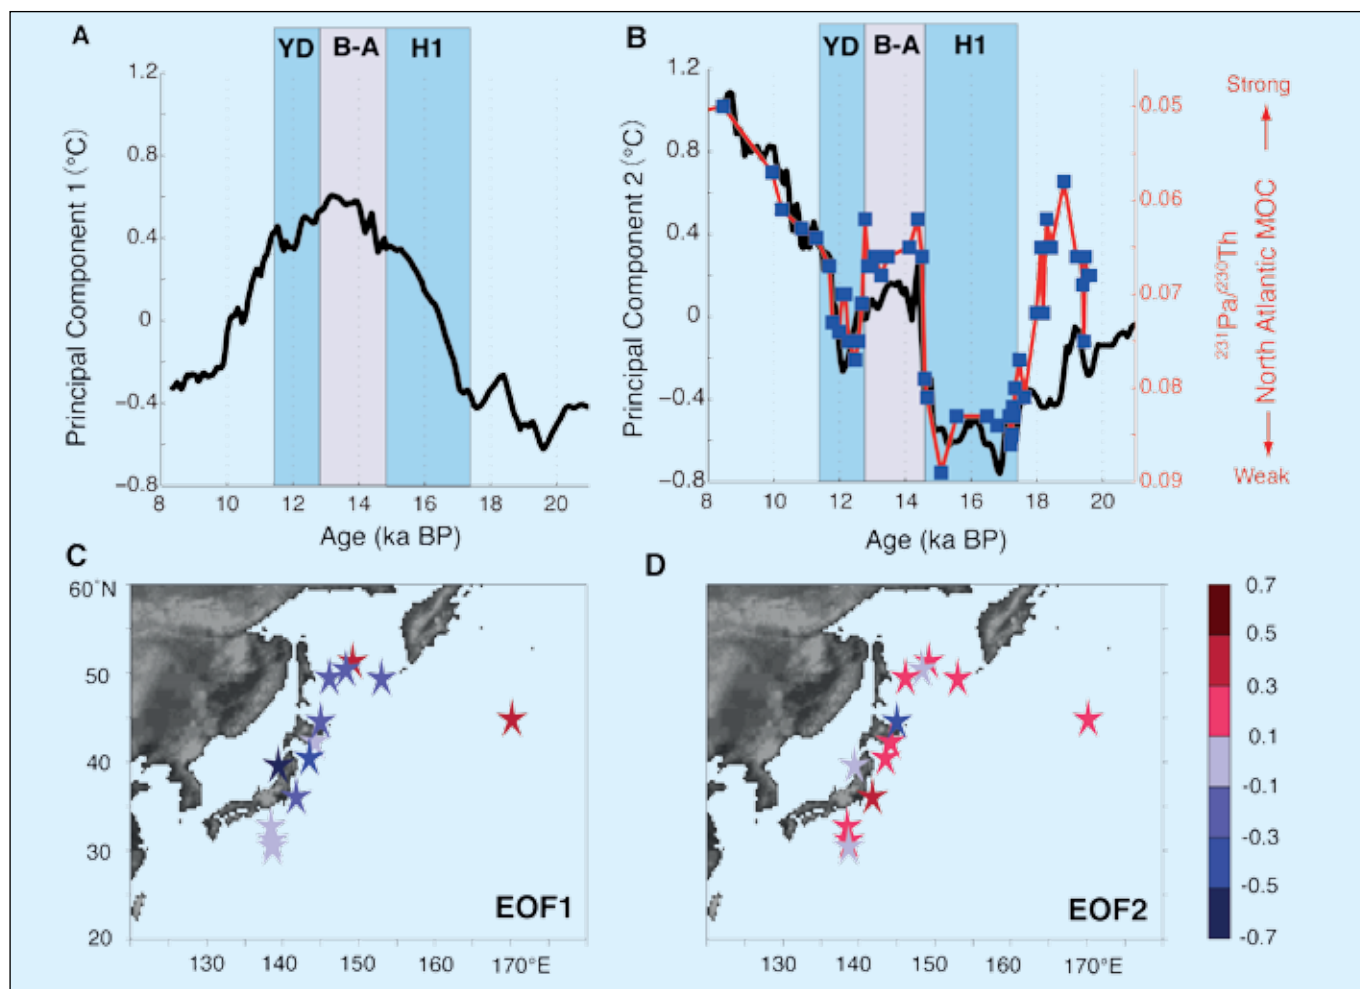 A
YD
B-A
H1
1.2
0.8
0.4
0
−0.4
−0.8
Principal Component 1 (°C)
8
10
12
14
16
18
20
Age (ka BP)
B
YD
B-A
H1
1.2
0.8
0.4
0
−0.4
−0.8
Principal Component 2 (°C)
8
10
12
14
16
18
20
Age (ka BP)
0.05
0.06
0.07
0.08
0.09
²³¹Pa/²³⁰Th
Strong
North Atlantic MOC
Weak
C
60°N
50
40
30
20
130
140
150
160
170°E
EOF1
D
130
140
150
160
170°E
EOF2
0.7
0.5
0.3
0.1
-0.1
-0.3
-0.5
-0.7